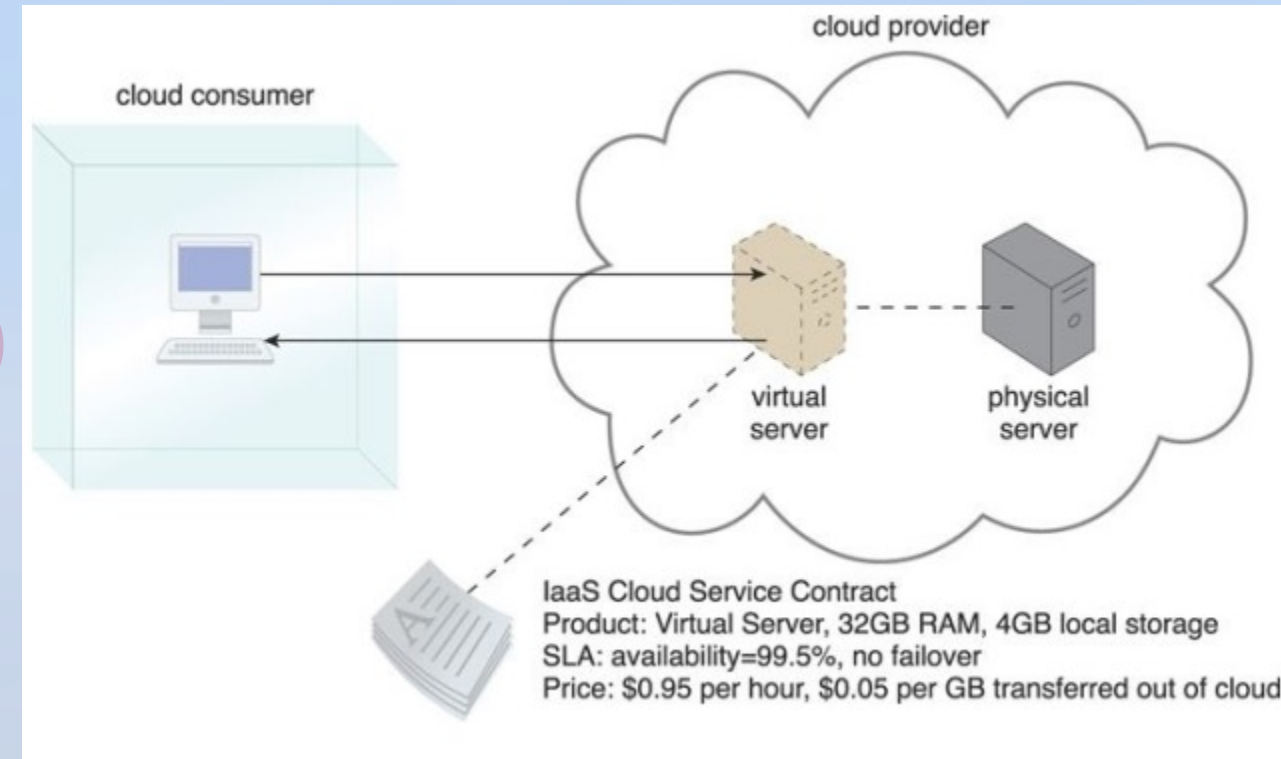 cloud provider
cloud consumer
virtual
server
physical
server
A
IaaS Cloud Service Contract
Product: Virtual Server, 32GB RAM, 4GB local storage
SLA: availability=99.5%, no failover
Price: $0.95 per hour, $0.05 per GB transferred out of cloud